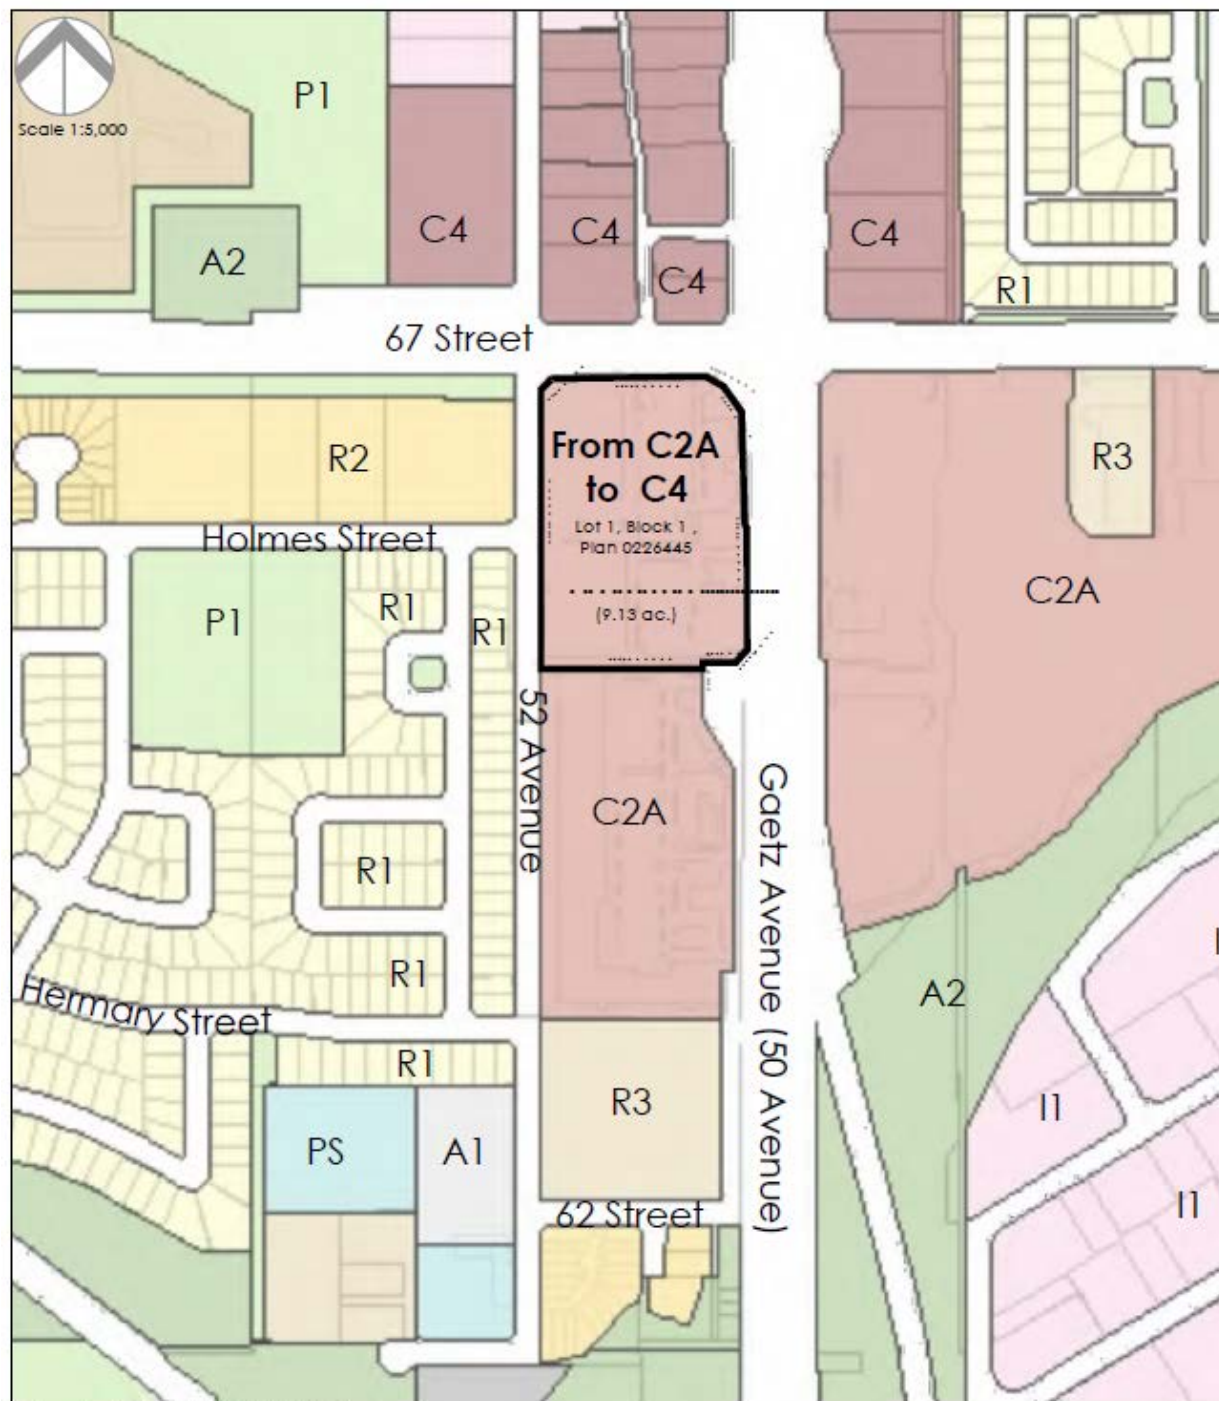 Scale 1:5,000
P1
C4
C4
C4
C4
A2
R1
67 Street
From C2A
to C4
Lot 1, Block 1 ,
Plan 0226445
(9.13 ac.)
R2
R3
Holmes Street
C2A
P1
R1
R1
52 Avenue
C2A
Gaetz Avenue (50 Avenue)
R1
R1
A2
Hermary Street
R1
R3
I1
PS
A1
I1
62 Street